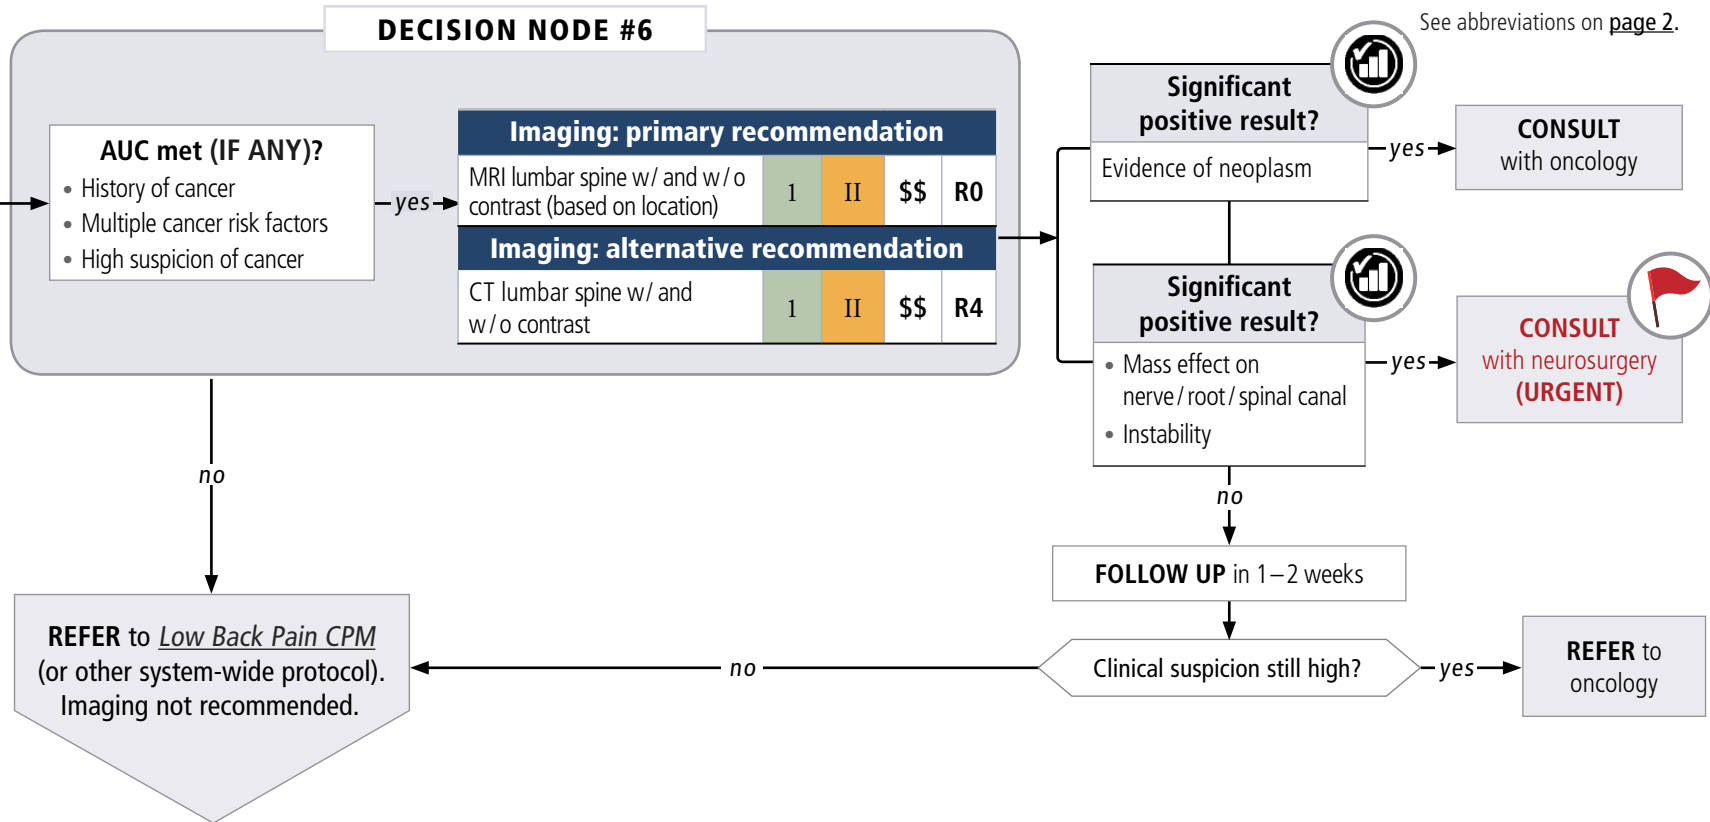 DECISION NODE #6
See abbreviations on page 2.
AUC met (IF ANY)?
• History of cancer
• Multiple cancer risk factors
• High suspicion of cancer
yes
Imaging: primary recommendation
MRI lumbar spine w/ and w/o
contrast (based on location)
1 II $$ R0
Imaging: alternative recommendation
CT lumbar spine w/ and
w/o contrast
1 II $$ R4
Significant
positive result?
Evidence of neoplasm
yes
CONSULT
with oncology
Significant
positive result?
• Mass effect on
nerve/root/spinal canal
• Instability
yes
CONSULT
with neurosurgery
(URGENT)
no
no
FOLLOW UP in 1–2 weeks
Clinical suspicion still high?
yes
REFER to
oncology
no
REFER to Low Back Pain CPM
(or other system-wide protocol).
Imaging not recommended.